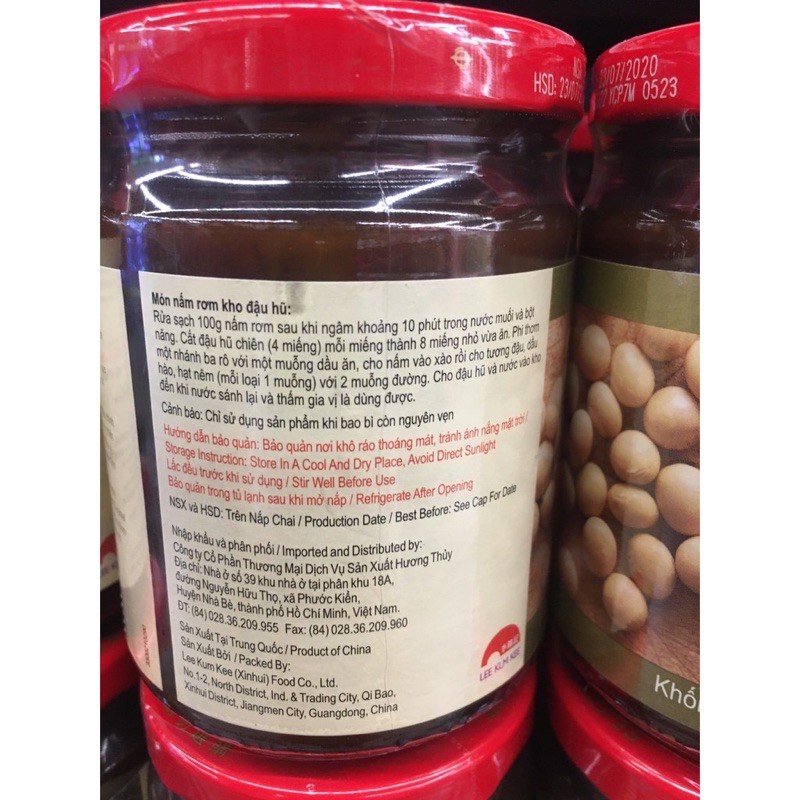 HSD: 23/07
23/07/2020
XCP7M 0523
Món nấm rơm kho đậu hũ:
Rửa sạch 100g nấm rơm sau khi ngâm khoảng 10 phút trong nước muối và bột
năng. Cắt đậu hũ chiên (4 miếng) mỗi miếng thành 8 miếng nhỏ vừa ăn. Phi thơm
một nhánh ba rô với một muỗng dầu ăn, cho nấm vào xào rồi cho tương đậu, dầu
hào, hạt nêm (mỗi loại 1 muỗng) với 2 muỗng đường. Cho đậu hũ và nước vào kho
đến khi nước sánh lại và thấm gia vị là dùng được.
Cảnh báo: Chỉ sử dụng sản phẩm khi bao bì còn nguyên vẹn
Hướng dẫn bảo quản: Bảo quản nơi khô ráo thoáng mát, tránh ánh nắng mặt trời /
Storage Instruction: Store In A Cool And Dry Place, Avoid Direct Sunlight
Lắc đều trước khi sử dụng / Stir Well Before Use
Bảo quản trong tủ lạnh sau khi mở nắp / Refrigerate After Opening
NSX và HSD: Trên Nắp Chai / Production Date / Best Before: See Cap For Date
Nhập khẩu và phân phối / Imported and Distributed by:
Công ty Cổ Phần Thương Mại Dịch Vụ Sản Xuất Hương Thủy
Địa chỉ: Nhà ở số 39 khu nhà ở tại phân khu 18A,
đường Nguyễn Hữu Thọ, xã Phước Kiển,
Huyện Nhà Bè, thành phố Hồ Chí Minh, Việt Nam.
ĐT: (84) 028.36.209.955 Fax: (84) 028.36.209.960
Sản Xuất Tại Trung Quốc / Product of China
Sản Xuất Bởi / Packed By:
Lee Kum Kee (Xinhui) Food Co., Ltd.
No.1-2, North District, Ind. & Trading City, Qi Bao,
Xinhui District, Jiangmen City, Guangdong, China
LEE KUM KEE